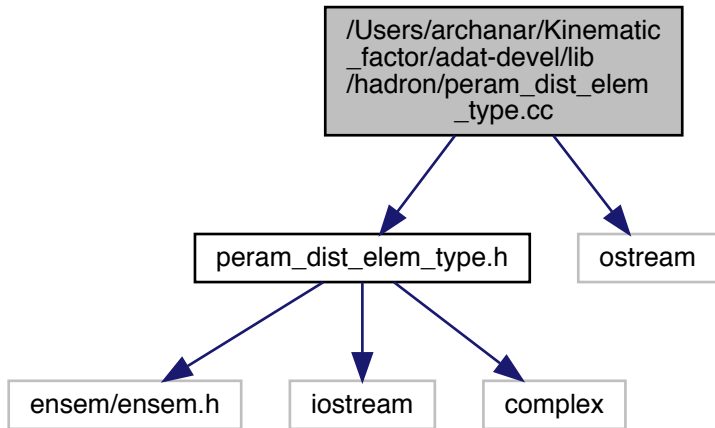 /Users/archanar/Kinematic
_factor/adat-devel/lib
/hadron/peram_dist_elem
_type.cc
peram_dist_elem_type.h
ostream
ensem/ensem.h
iostream
complex